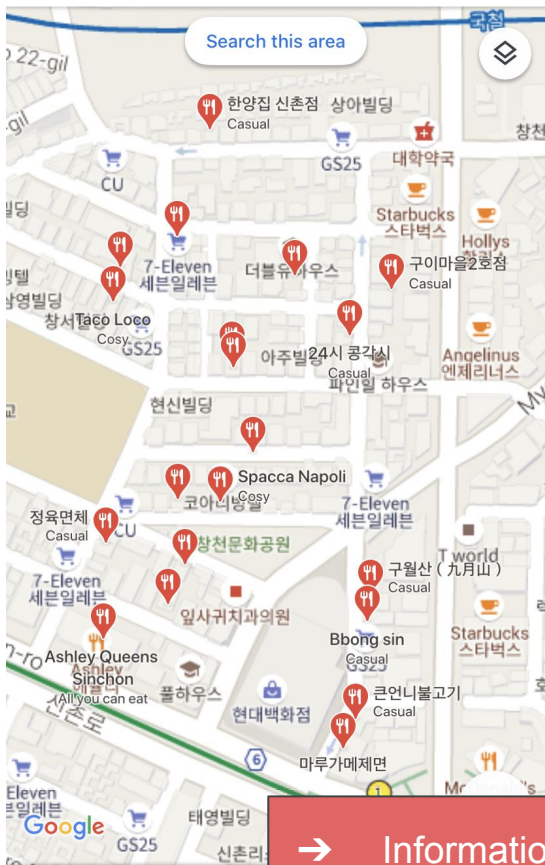 국철
Search this area
22-gil
한양집 신촌점
Casual
상아빌딩
창천
GS25
대학약국
CU
Starbucks
스타벅스
Hollys
7-Eleven
세븐일레븐
더블유하우스
구이마을2호점
Casual
삼영빌딩
Taco Loco
Cosy
GS25
아주빌딩
24시 콩각시
Casual
파인힐 하우스
Angelinus
엔제리너스
현신빌딩
My
Spacca Napoli
Cosy
7-Eleven
세븐일레븐
정육면체
Casual
CU
창천문화공원
7-Eleven
세븐일레븐
T world
구월산 ( 九月山 )
Casual
잎사귀치과의원
Starbucks
스타벅스
Bbong sin
Casual
GS25
Ashley Queens
Sinchon
All you can eat
Ashley
풀하우스
현대백화점
큰언니불고기
Casual
신촌로
마루가메제면
6
1
Eleven
Google
GS25
태영빌딩
→ Informatio